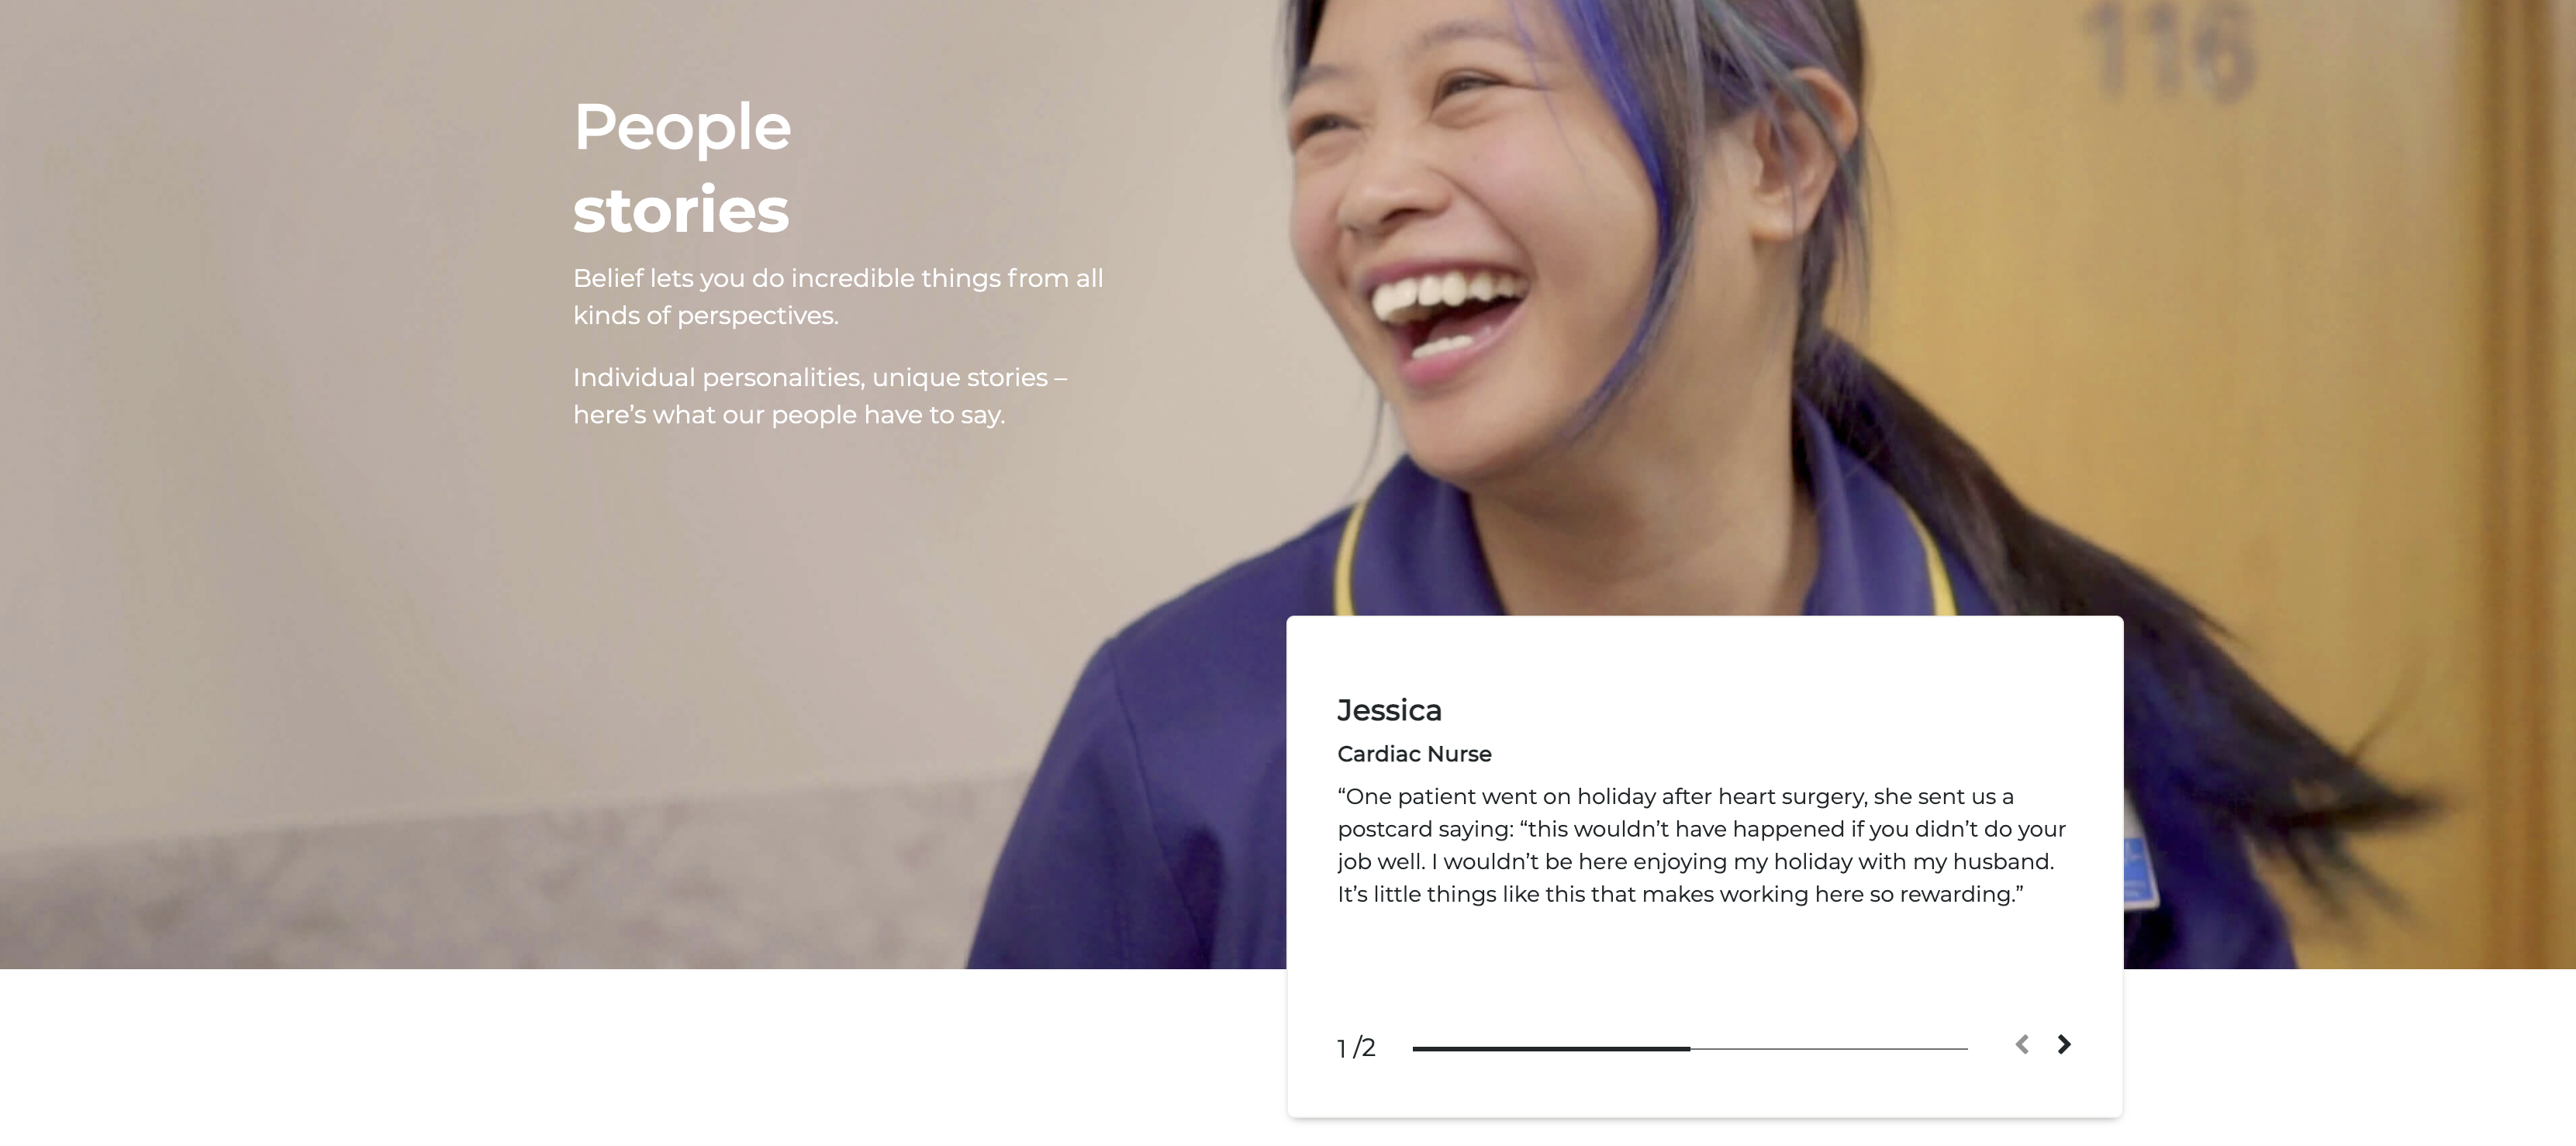 116
People
stories
Belief lets you do incredible things from all
kinds of perspectives.
Individual personalities, unique stories –
here’s what our people have to say.
Jessica
Cardiac Nurse
“One patient went on holiday after heart surgery, she sent us a
postcard saying: “this wouldn’t have happened if you didn’t do your
job well. I wouldn’t be here enjoying my holiday with my husband.
It’s little things like this that makes working here so rewarding.”
1 /2